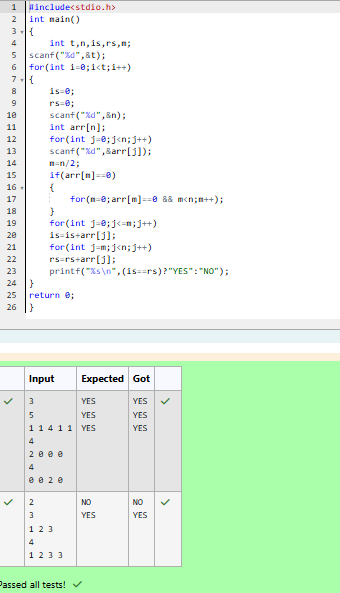 1 #include<stdio.h>
2 int main()
3 {
4 int t,n,is,rs,m;
5 scanf("%d",&t);
6 for(int i=0;i<t;i++)
7 {
8 is=0;
9 rs=0;
10 scanf("%d",&n);
11 int arr[n];
12 for(int j=0;j<n;j++)
13 scanf("%d",&arr[j]);
14 m=n/2;
15 if(arr[m]==0)
16 {
17 for(m=0;arr[m]==0 && m<n;m++);
18 }
19 for(int j=0;j<=m;j++)
20 is=is+arr[j];
21 for(int j=m;j<n;j++)
22 rs=rs+arr[j];
23 printf("%s\n",(is==rs)?"YES":"NO");
24 }
25 return 0;
26 }
Input Expected Got
3 YES YES
5 YES YES
1 1 4 1 1 YES YES
4
2 0 0 0
4
0 0 2 0
2 NO NO
3 YES YES
1 2 3
4
1 2 3 3
Passed all tests!